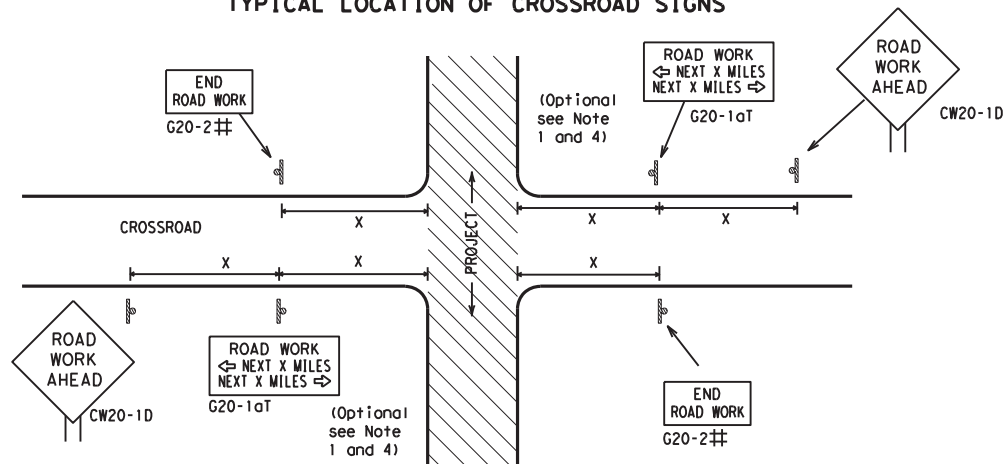 TYPICAL LOCATION OF CROSSROAD SIGNS
END
ROAD WORK
G20-2⌗
(Optional
see Note
1 and 4)
ROAD WORK
⇦ NEXT X MILES
NEXT X MILES ⇨
G20-1aT
ROAD
WORK
AHEAD
CW20-1D
X
X
X
CROSSROAD
PROJECT
X
X
X
ROAD
WORK
AHEAD
CW20-1D
ROAD WORK
⇦ NEXT X MILES
NEXT X MILES ⇨
G20-1aT
(Optional
see Note
1 and 4)
END
ROAD WORK
G20-2⌗